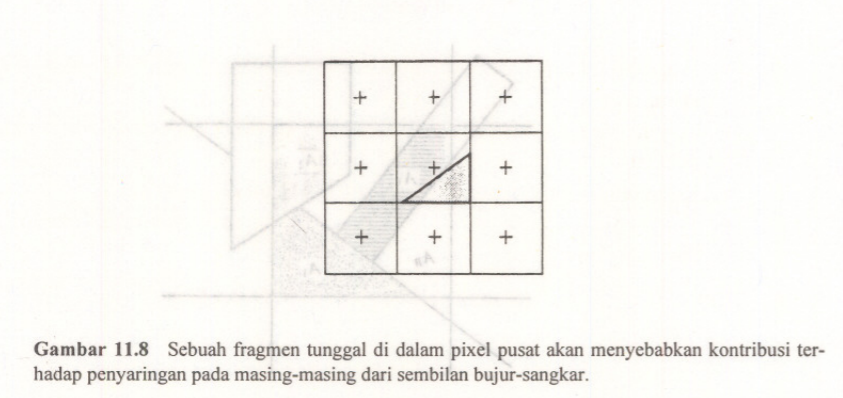 Gambar 11.8 Sebuah fragmen tunggal di dalam pixel pusat akan menyebabkan kontribusi ter-
hadap penyaringan pada masing-masing dari sembilan bujur-sangkar.